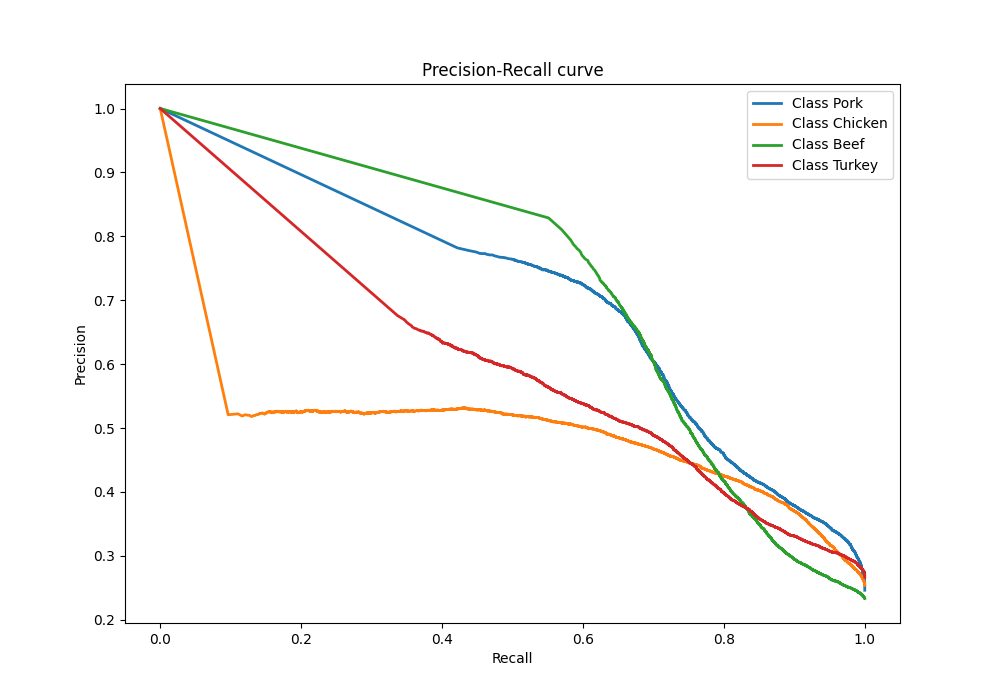 Precision-Recall curve
Class Pork
Class Chicken
Class Beef
Class Turkey
Precision
1.0
0.9
0.8
0.7
0.6
0.5
0.4
0.3
0.2
0.0 0.2 0.4 0.6 0.8 1.0
Recall